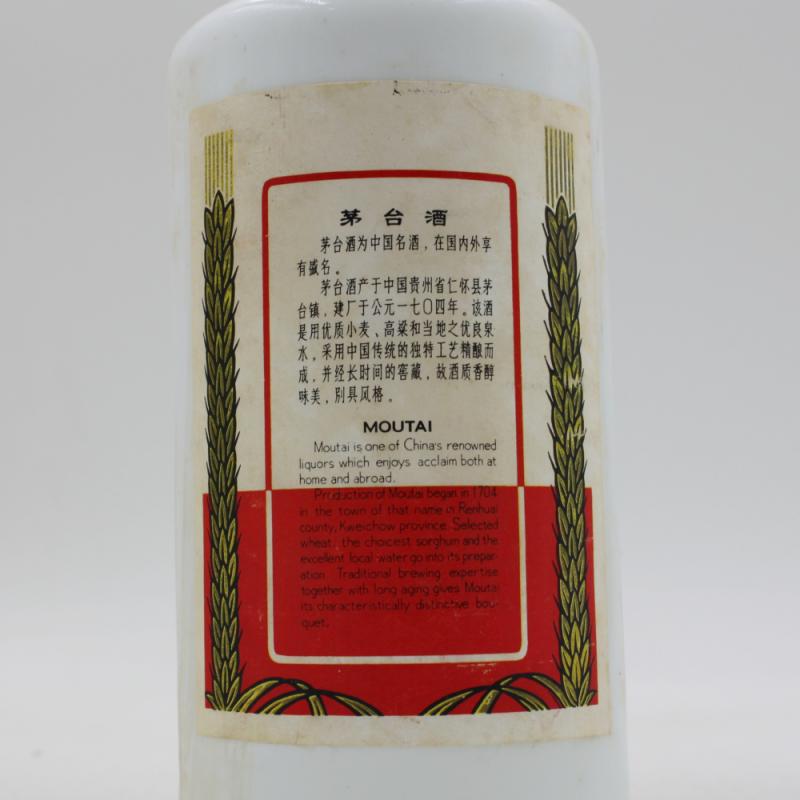 茅台酒
茅台酒为中国名酒，在国内外享
有盛名。
茅台酒产于中国贵州省仁怀县茅
台镇，建厂于公元一七〇四年。该酒
是用优质小麦、高粱和当地之优良泉
水，采用中国传统的独特工艺精酿而
成，并经长时间的窖藏，故酒质香醇
味美，别具风格。
MOUTAI
Moutai is one of China's renowned
liquors which enjoys acclaim both at
home and abroad.
Production of Moutai began in 1704
in the town of that name in Renhuai
county, Kweichow province. Selected
wheat, the choicest sorghum and the
excellent local water go into its prepar-
ation. Traditional brewing expertise
together with long aging gives Moutai
its characteristically distinctive bou-
quet.